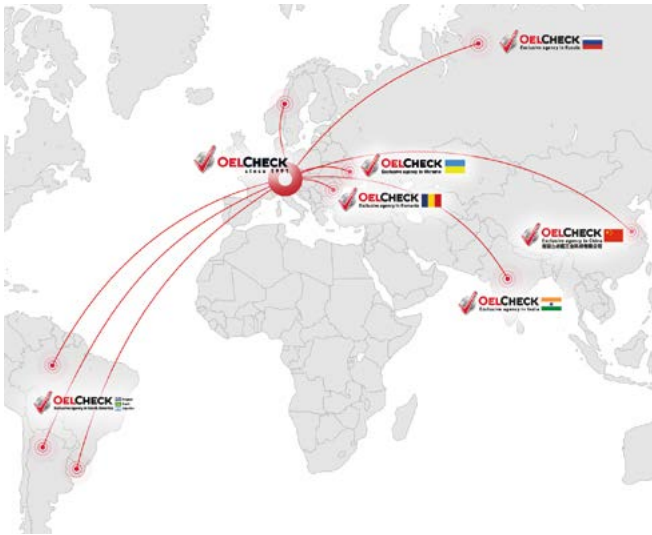 OELCHECK
Exclusive agency in Russia
OELCHECK
since 1991
OELCHECK
Exclusive agency in Ukraine
OELCHECK
Exclusive agency in Romania
OELCHECK
Exclusive agency in China
OELCHECK
Exclusive agency in India
OELCHECK
Exclusive agency in South America